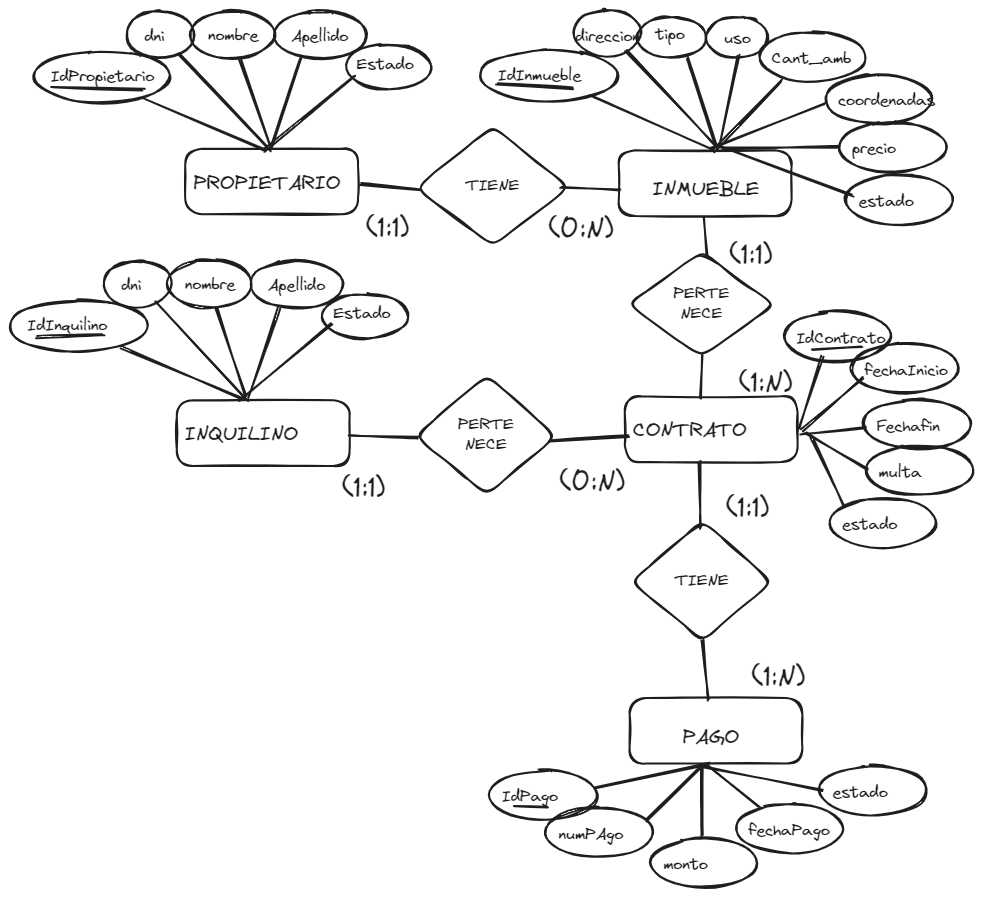 dni
nombre
Apellido
Estado
IdPropietario
PROPIETARIO
TIENE
(1:1)
(0:N)
direccion
tipo
uso
Cant_amb
IdInmueble
coordenadas
precio
estado
INMUEBLE
(1:1)
PERTE
NECE
(1:N)
dni
nombre
Apellido
Estado
IdInquilino
INQUILINO
(1:1)
PERTE
NECE
(0:N)
CONTRATO
IdContrato
fechaInicio
Fechafin
multa
estado
(1:1)
TIENE
(1:N)
PAGO
IdPago
numPAgo
monto
fechaPago
estado